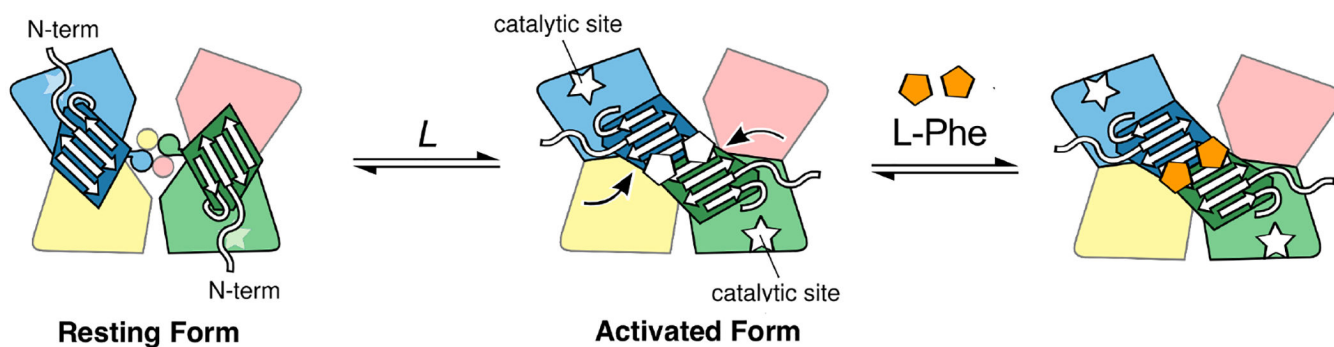 N-term
N-term
Resting Form
L
catalytic site
catalytic site
Activated Form
L-Phe